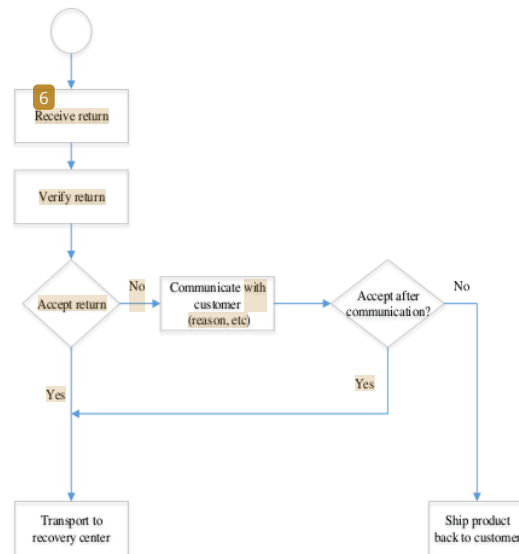 6
Receive return
Verify return
Accept return
No
Communicate with
customer
(reason, etc)
Accept after
communication?
No
Yes
Yes
Transport to
recovery center
Ship product
back to customer